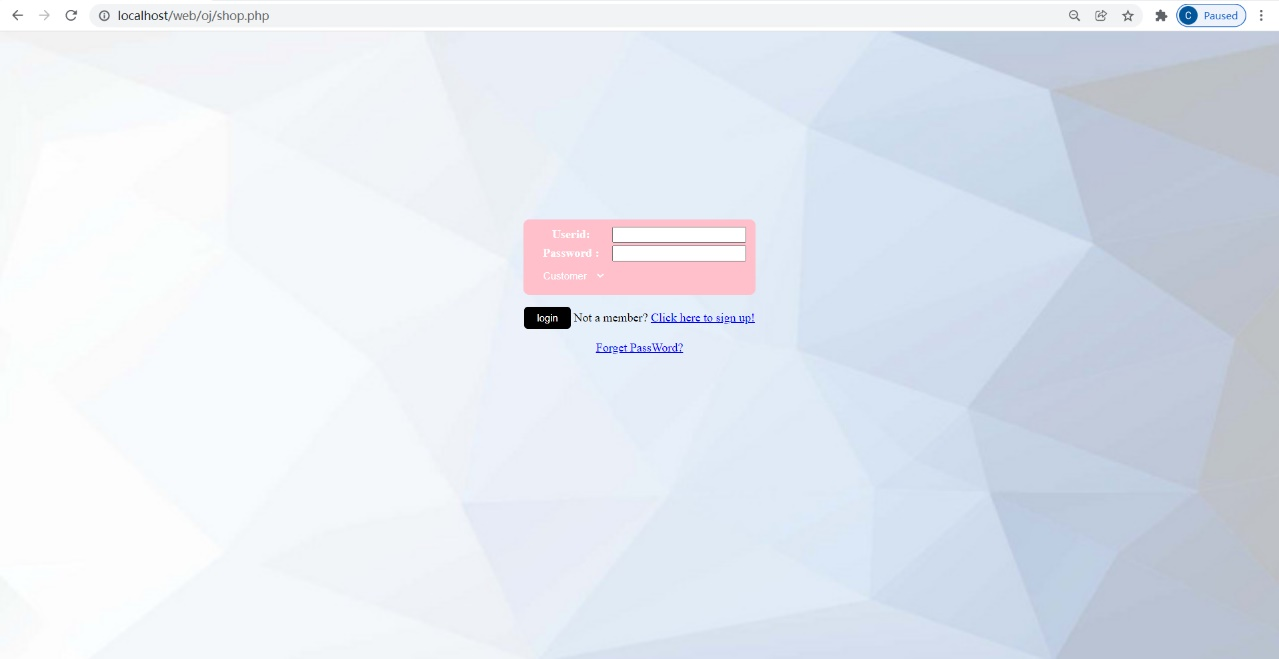 localhost/web/oj/shop.php
C Paused
Userid:
Password :
Customer
login Not a member? Click here to sign up!
Forget PassWord?